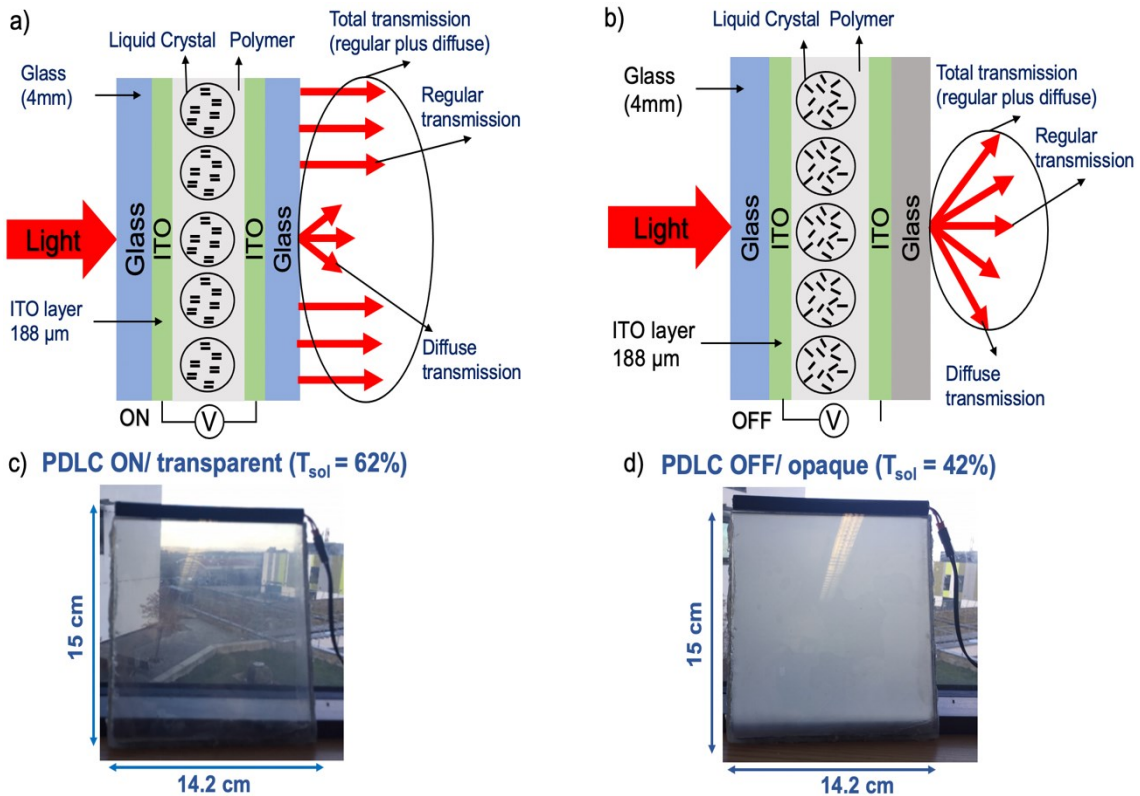 a)
Liquid Crystal
Polymer
Total transmission
(regular plus diffuse)
Glass
(4mm)
Regular
transmission
Light
Glass
ITO
ITO
Glass
ITO layer
188 µm
Diffuse
transmission
ON
V
b)
Liquid Crystal
Polymer
Glass
(4mm)
Total transmission
(regular plus diffuse)
Regular
transmission
Light
Glass
ITO
ITO
Glass
ITO layer
188 µm
Diffuse
transmission
OFF
V
c) PDLC ON/ transparent (Tsol = 62%)
15 cm
14.2 cm
d) PDLC OFF/ opaque (Tsol = 42%)
15 cm
14.2 cm